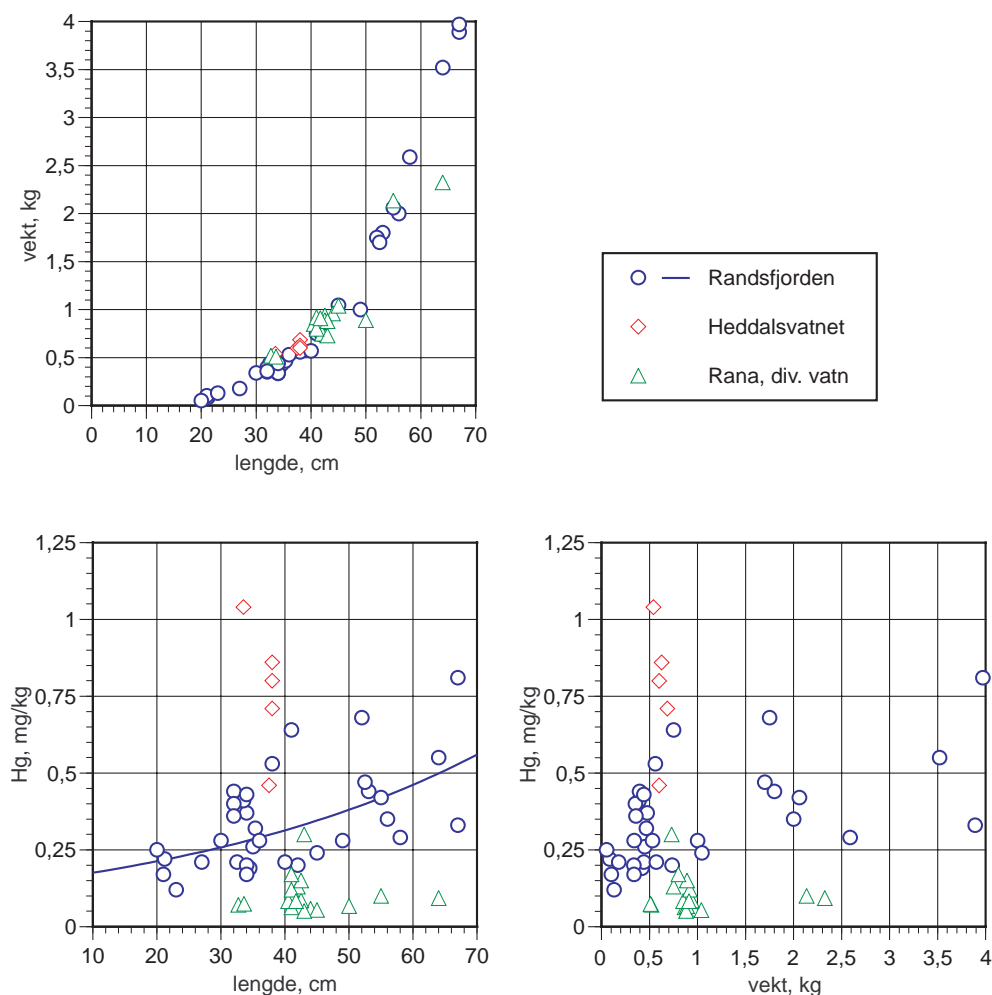 4
3,5
3
2,5
2
1,5
1
0,5
0
vekt, kg
0 10 20 30 40 50 60 70
lengde, cm
Randsfjorden
Heddalsvatnet
Rana, div. vatn
1,25
1
0,75
0,5
0,25
0
Hg, mg/kg
10 20 30 40 50 60 70
lengde, cm
1,25
1
0,75
0,5
0,25
0
Hg, mg/kg
0 0,5 1 1,5 2 2,5 3 3,5 4
vekt, kg